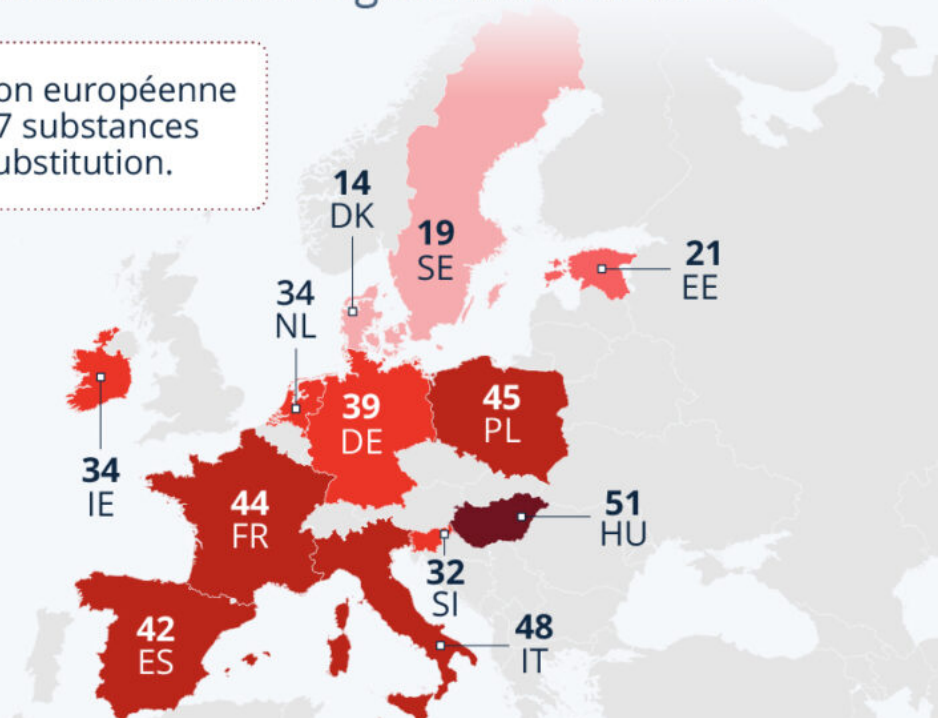 on européenne
7 substances
ubstitution.
14
DK
19
SE
21
EE
34
NL
39
DE
45
PL
34
IE
44
FR
51
HU
32
SI
42
ES
48
IT